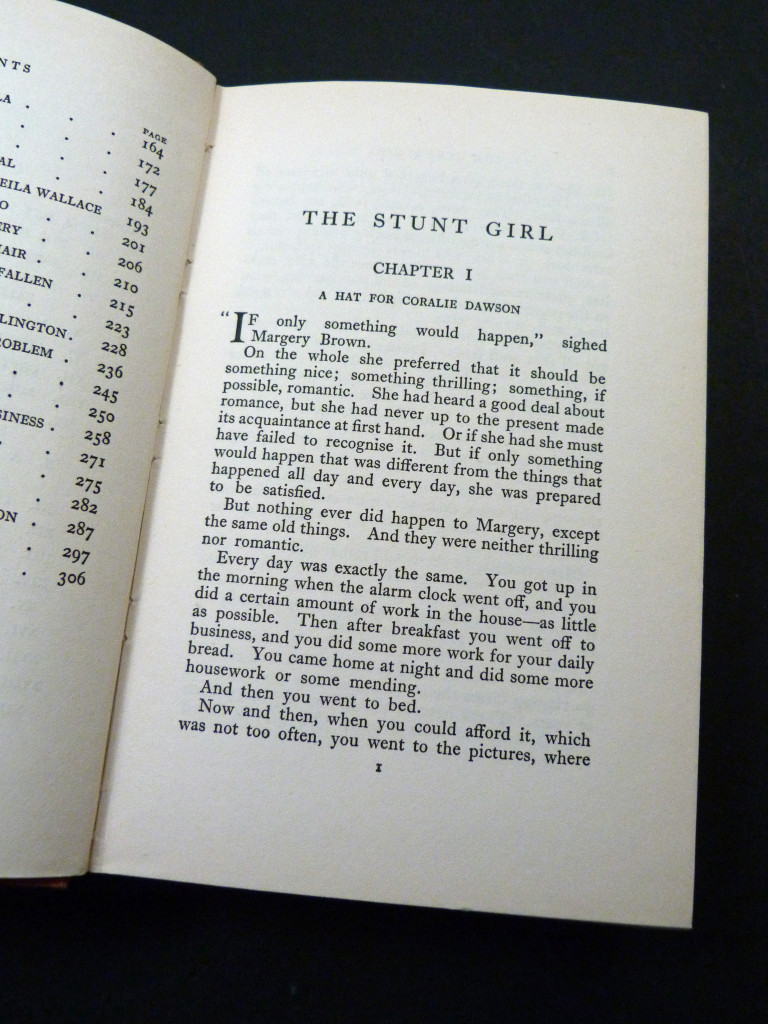 NTS
LA .
PAGE
. . . 164
. . . 172
AL . . 177
EILA WALLACE 184
O . . 193
ERY . . 201
AIR . . 206
FALLEN . 210
. . 215
LINGTON. 223
OBLEM . 228
. . 236
. . 245
SINESS . 250
. 258
. 271
. 275
ON . 282
. 287
. 297
. 306
THE STUNT GIRL
CHAPTER I
A HAT FOR CORALIE DAWSON
"IF only something would happen," sighed
Margery Brown.
On the whole she preferred that it should be
something nice; something thrilling; something, if
possible, romantic. She had heard a good deal about
romance, but she had never up to the present made
its acquaintance at first hand. Or if she had she must
have failed to recognise it. But if only something
would happen that was different from the things that
happened all day and every day, she was prepared
to be satisfied.
But nothing ever did happen to Margery, except
the same old things. And they were neither thrilling
nor romantic.
Every day was exactly the same. You got up in
the morning when the alarm clock went off, and you
did a certain amount of work in the house—as little
as possible. Then after breakfast you went off to
business, and you did some more work for your daily
bread. You came home at night and did some more
housework or some mending.
And then you went to bed.
Now and then, when you could afford it, which
was not too often, you went to the pictures, where
1